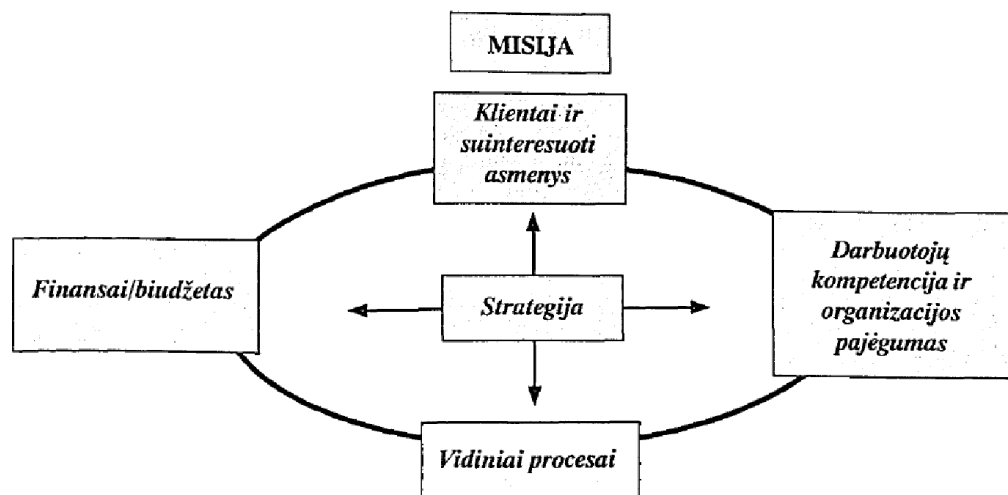 MISIJA
Klientai ir
suinteresuoti
asmenys
Finansai/biudžetas
Strategija
Darbuotojų
kompetencija ir
organizacijos
pajėgumas
Vidiniai procesai